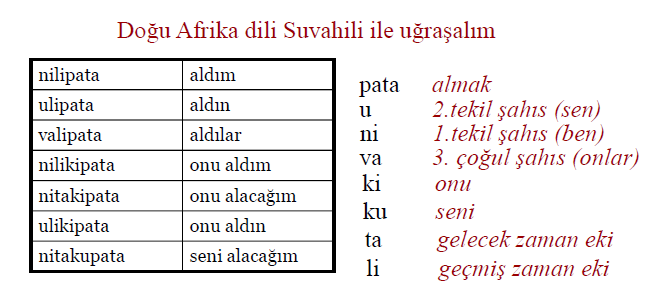 Doğu Afrika dili Suvahili ile uğraşalım
nilipata aldım
ulipata aldın
valipata aldılar
nilikipata onu aldım
nitakipata onu alacağım
ulikipata onu aldın
nitakupata seni alacağım
pata almak
u 2.tekil şahıs (sen)
ni 1.tekil şahıs (ben)
va 3. çoğul şahıs (onlar)
ki onu
ku seni
ta gelecek zaman eki
li geçmiş zaman eki